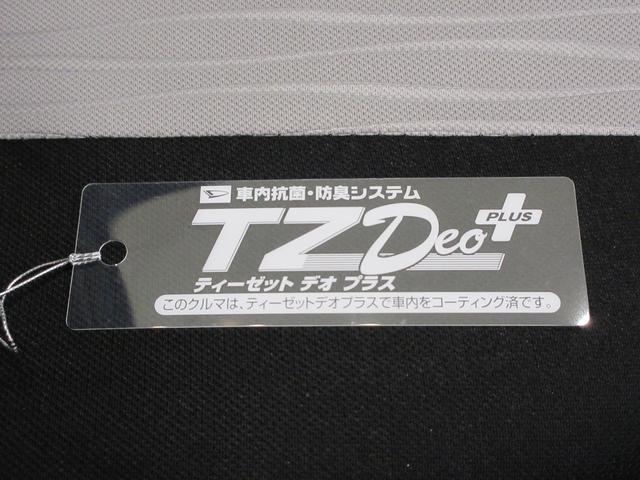 車内抗菌・防臭システム
TZ Deo PLUS
ティーゼット デオ プラス
このクルマは、ティーゼットデオプラスで車内をコーティング済です。